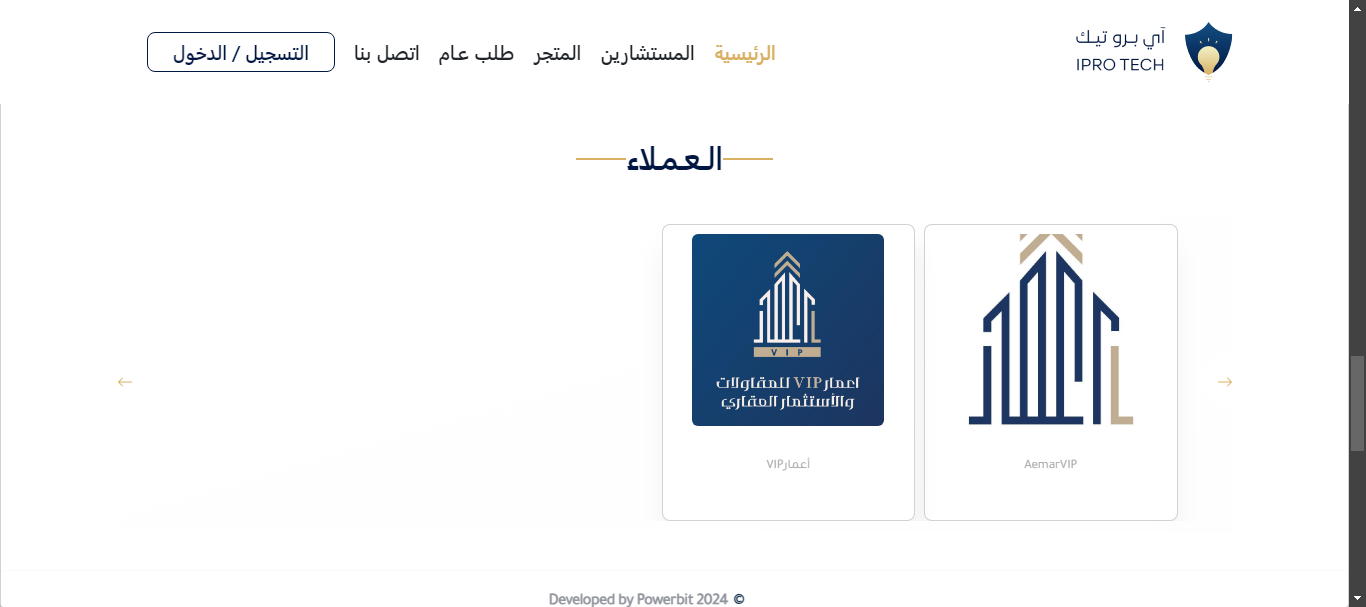 آي برو تيك
IPRO TECH
الرئيسية
المستشارين
المتجر
طلب عام
اتصل بنا
التسجيل / الدخول
العملاء
AemarVIP
VIP
اعمار VIP للمقاولات
والأستثمار العقاري
أعمارVIP
© Developed by Powerbit 2024